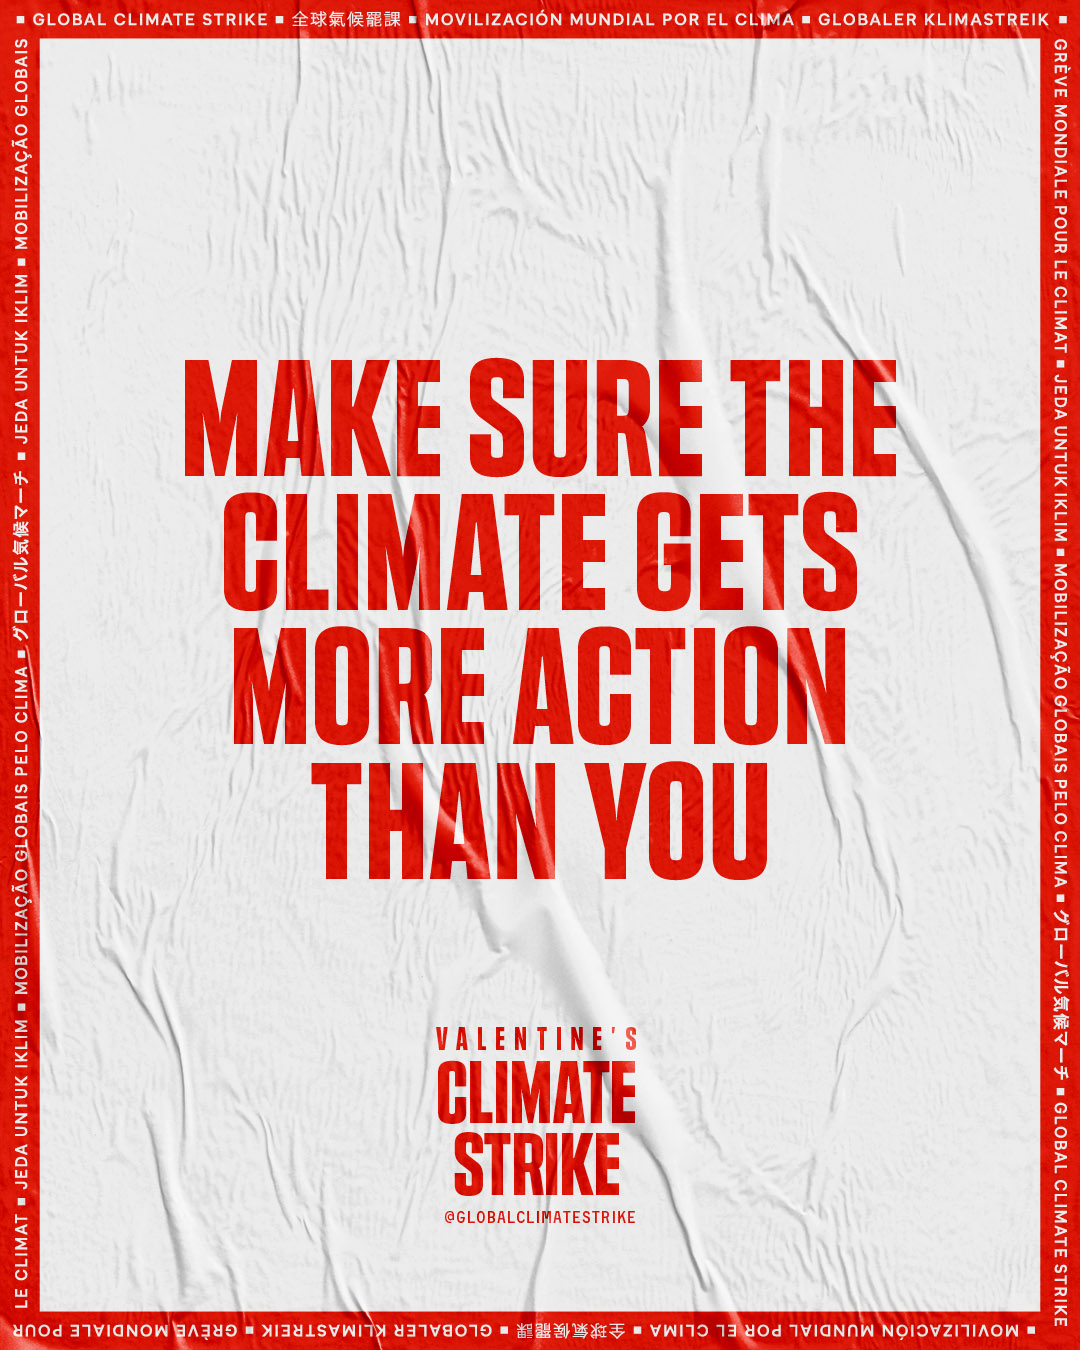 ■ GLOBAL CLIMATE STRIKE ■ 全球氣候罷課 ■ MOVILIZACIÓN MUNDIAL POR EL CLIMA ■ GLOBALER KLIMASTREIK ■
GRÈVE MONDIALE POUR LE CLIMAT ■ JEDA UNTUK IKLIM ■ MOBILIZAÇÃO GLOBAIS PELO CLIMA ■ グローバル気候マーチ ■ GLOBAL CLIMATE STRIKE
MAKE SURE THE
CLIMATE GETS
MORE ACTION
THAN YOU
VALENTINE'S
CLIMATE
STRIKE
@GLOBALCLIMATESTRIKE
■ MOVILIZACIÓN MUNDIAL POR EL CLIMA ■ 全球氣候罷課 ■ GLOBALER KLIMASTREIK ■ GRÈVE MONDIALE POUR
LE CLIMAT ■ JEDA UNTUK IKLIM ■ MOBILIZAÇÃO GLOBAIS PELO CLIMA ■ グローバル気候マーチ ■ JEDA UNTUK IKLIM ■ MOBILIZAÇÃO GLOBAIS